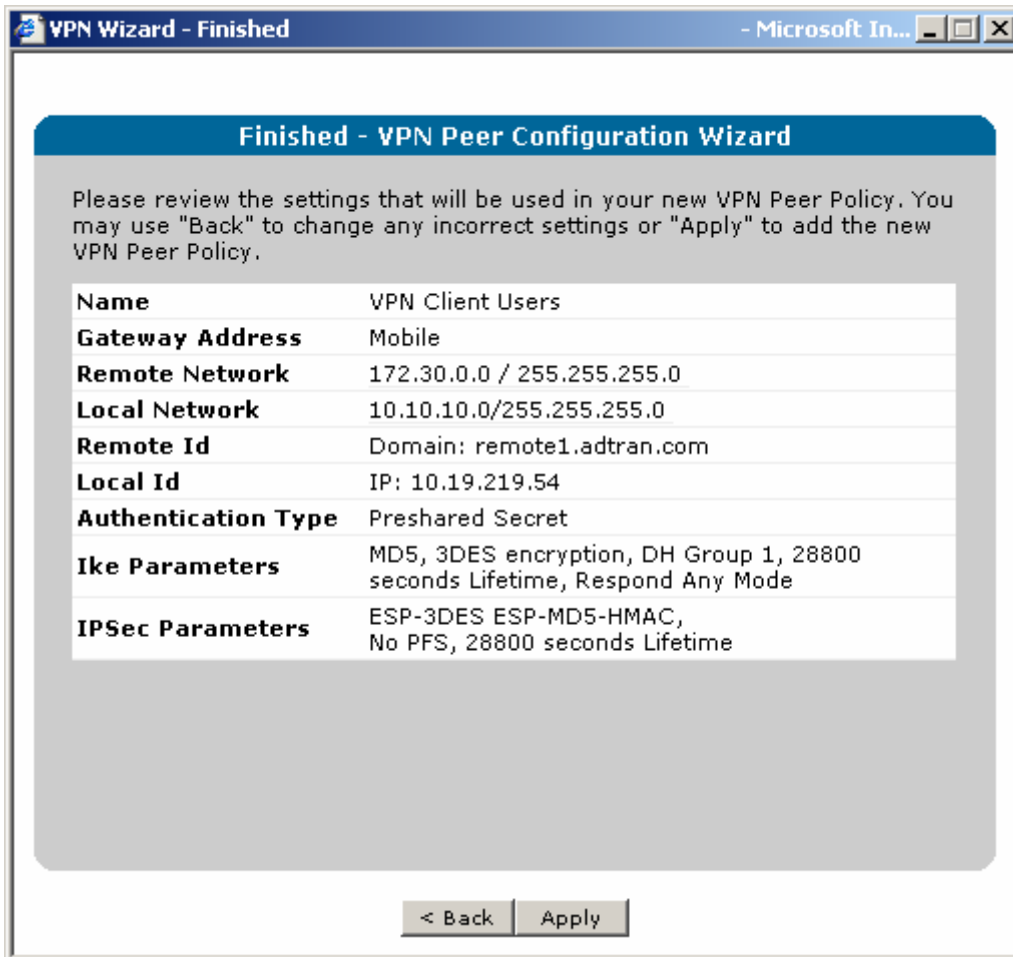 VPN Wizard - Finished - Microsoft In...
Finished - VPN Peer Configuration Wizard
Please review the settings that will be used in your new VPN Peer Policy. You
may use "Back" to change any incorrect settings or "Apply" to add the new
VPN Peer Policy.
Name VPN Client Users
Gateway Address Mobile
Remote Network 172.30.0.0 / 255.255.255.0
Local Network 10.10.10.0/255.255.255.0
Remote Id Domain: remote1.adtran.com
Local Id IP: 10.19.219.54
Authentication Type Preshared Secret
Ike Parameters MD5, 3DES encryption, DH Group 1, 28800
seconds Lifetime, Respond Any Mode
IPSec Parameters ESP-3DES ESP-MD5-HMAC,
No PFS, 28800 seconds Lifetime
< Back Apply